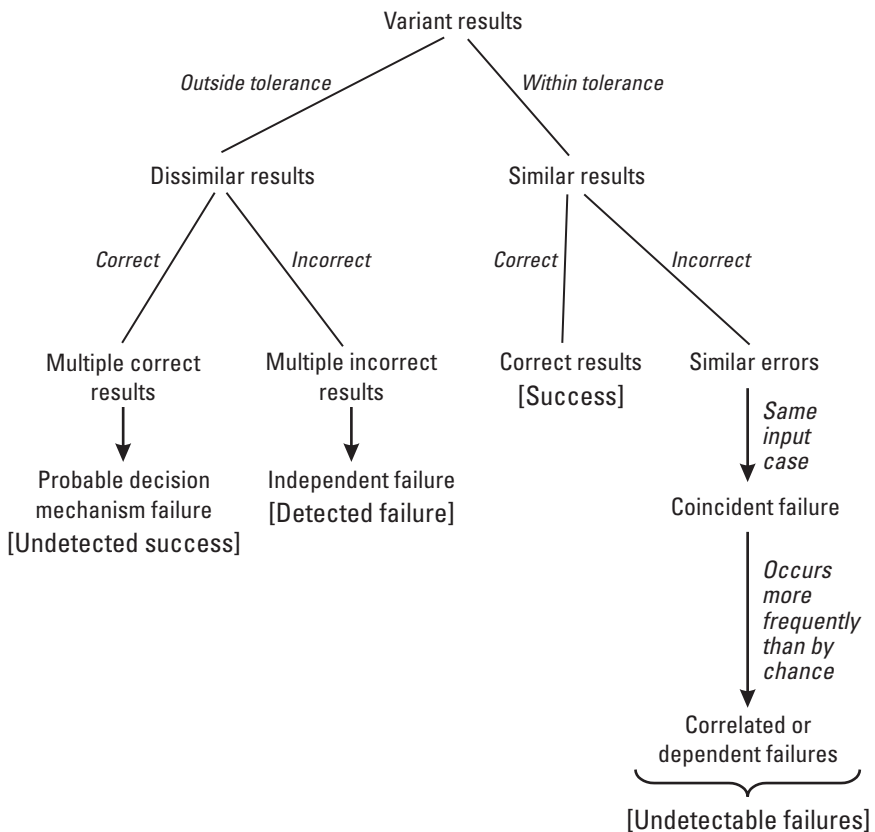 Variant results
Outside tolerance
Within tolerance
Dissimilar results
Similar results
Correct
Incorrect
Correct
Incorrect
Multiple correct
results
Multiple incorrect
results
Correct results
[Success]
Similar errors
Same
input
case
Probable decision
mechanism failure
[Undetected success]
Independent failure
[Detected failure]
Coincident failure
Occurs
more
frequently
than by
chance
Correlated or
dependent failures
[Undetectable failures]